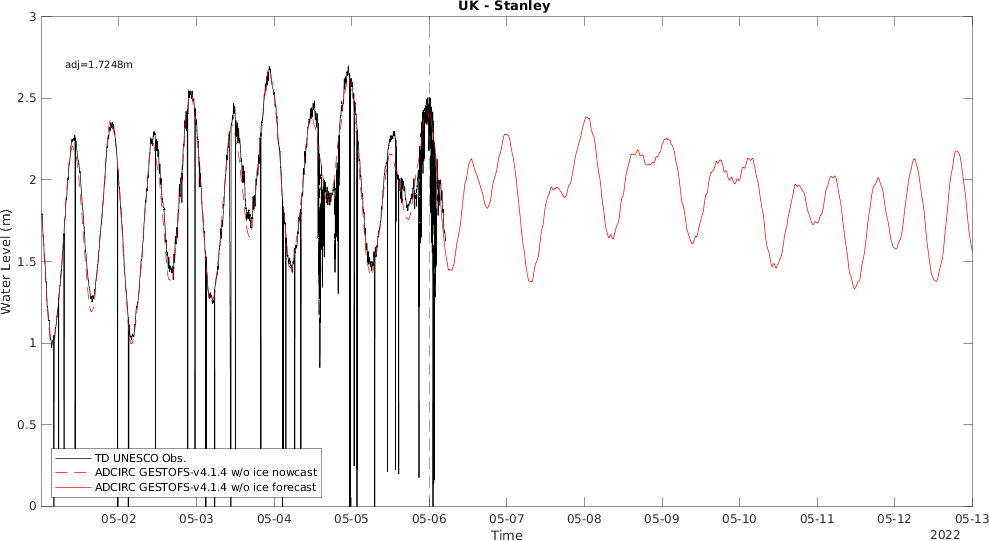 UK - Stanley
adj=1.7248m
3
2.5
2
1.5
1
0.5
0
Water Level (m)
TD UNESCO Obs.
ADCIRC GESTOFS-v4.1.4 w/o ice nowcast
ADCIRC GESTOFS-v4.1.4 w/o ice forecast
05-02 05-03 05-04 05-05 05-06 05-07 05-08 05-09 05-10 05-11 05-12 05-13
Time
2022